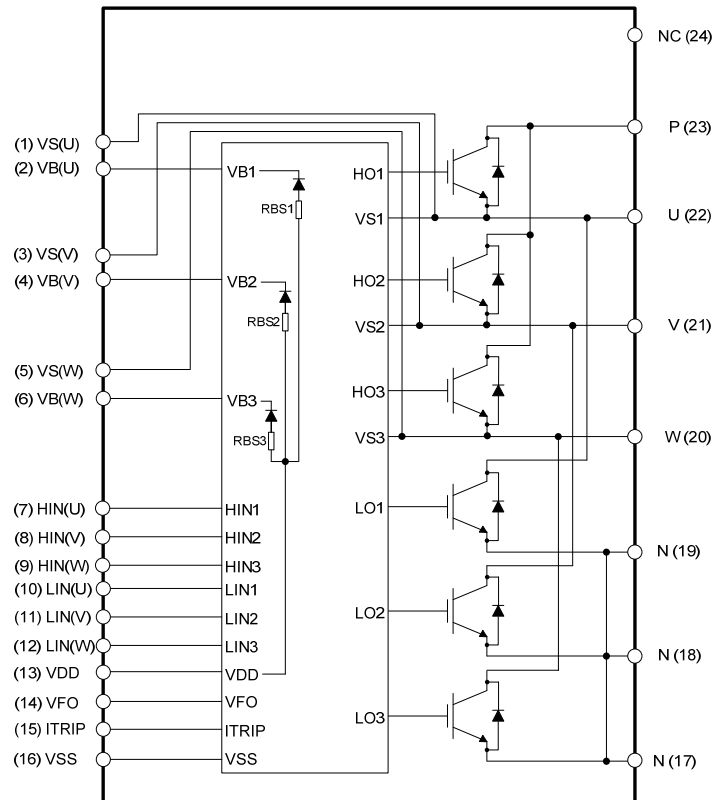 NC (24)
P (23)
(1) VS(U)
(2) VB(U)
VB1
HO1
RBS1
VS1
U (22)
(3) VS(V)
(4) VB(V)
VB2
HO2
RBS2
VS2
V (21)
(5) VS(W)
(6) VB(W)
VB3
HO3
RBS3
VS3
W (20)
(7) HIN(U)
HIN1
LO1
(8) HIN(V)
HIN2
N (19)
(9) HIN(W)
HIN3
(10) LIN(U)
LIN1
(11) LIN(V)
LIN2
LO2
(12) LIN(W)
LIN3
N (18)
(13) VDD
VDD
(14) VFO
VFO
LO3
(15) ITRIP
ITRIP
(16) VSS
VSS
N (17)